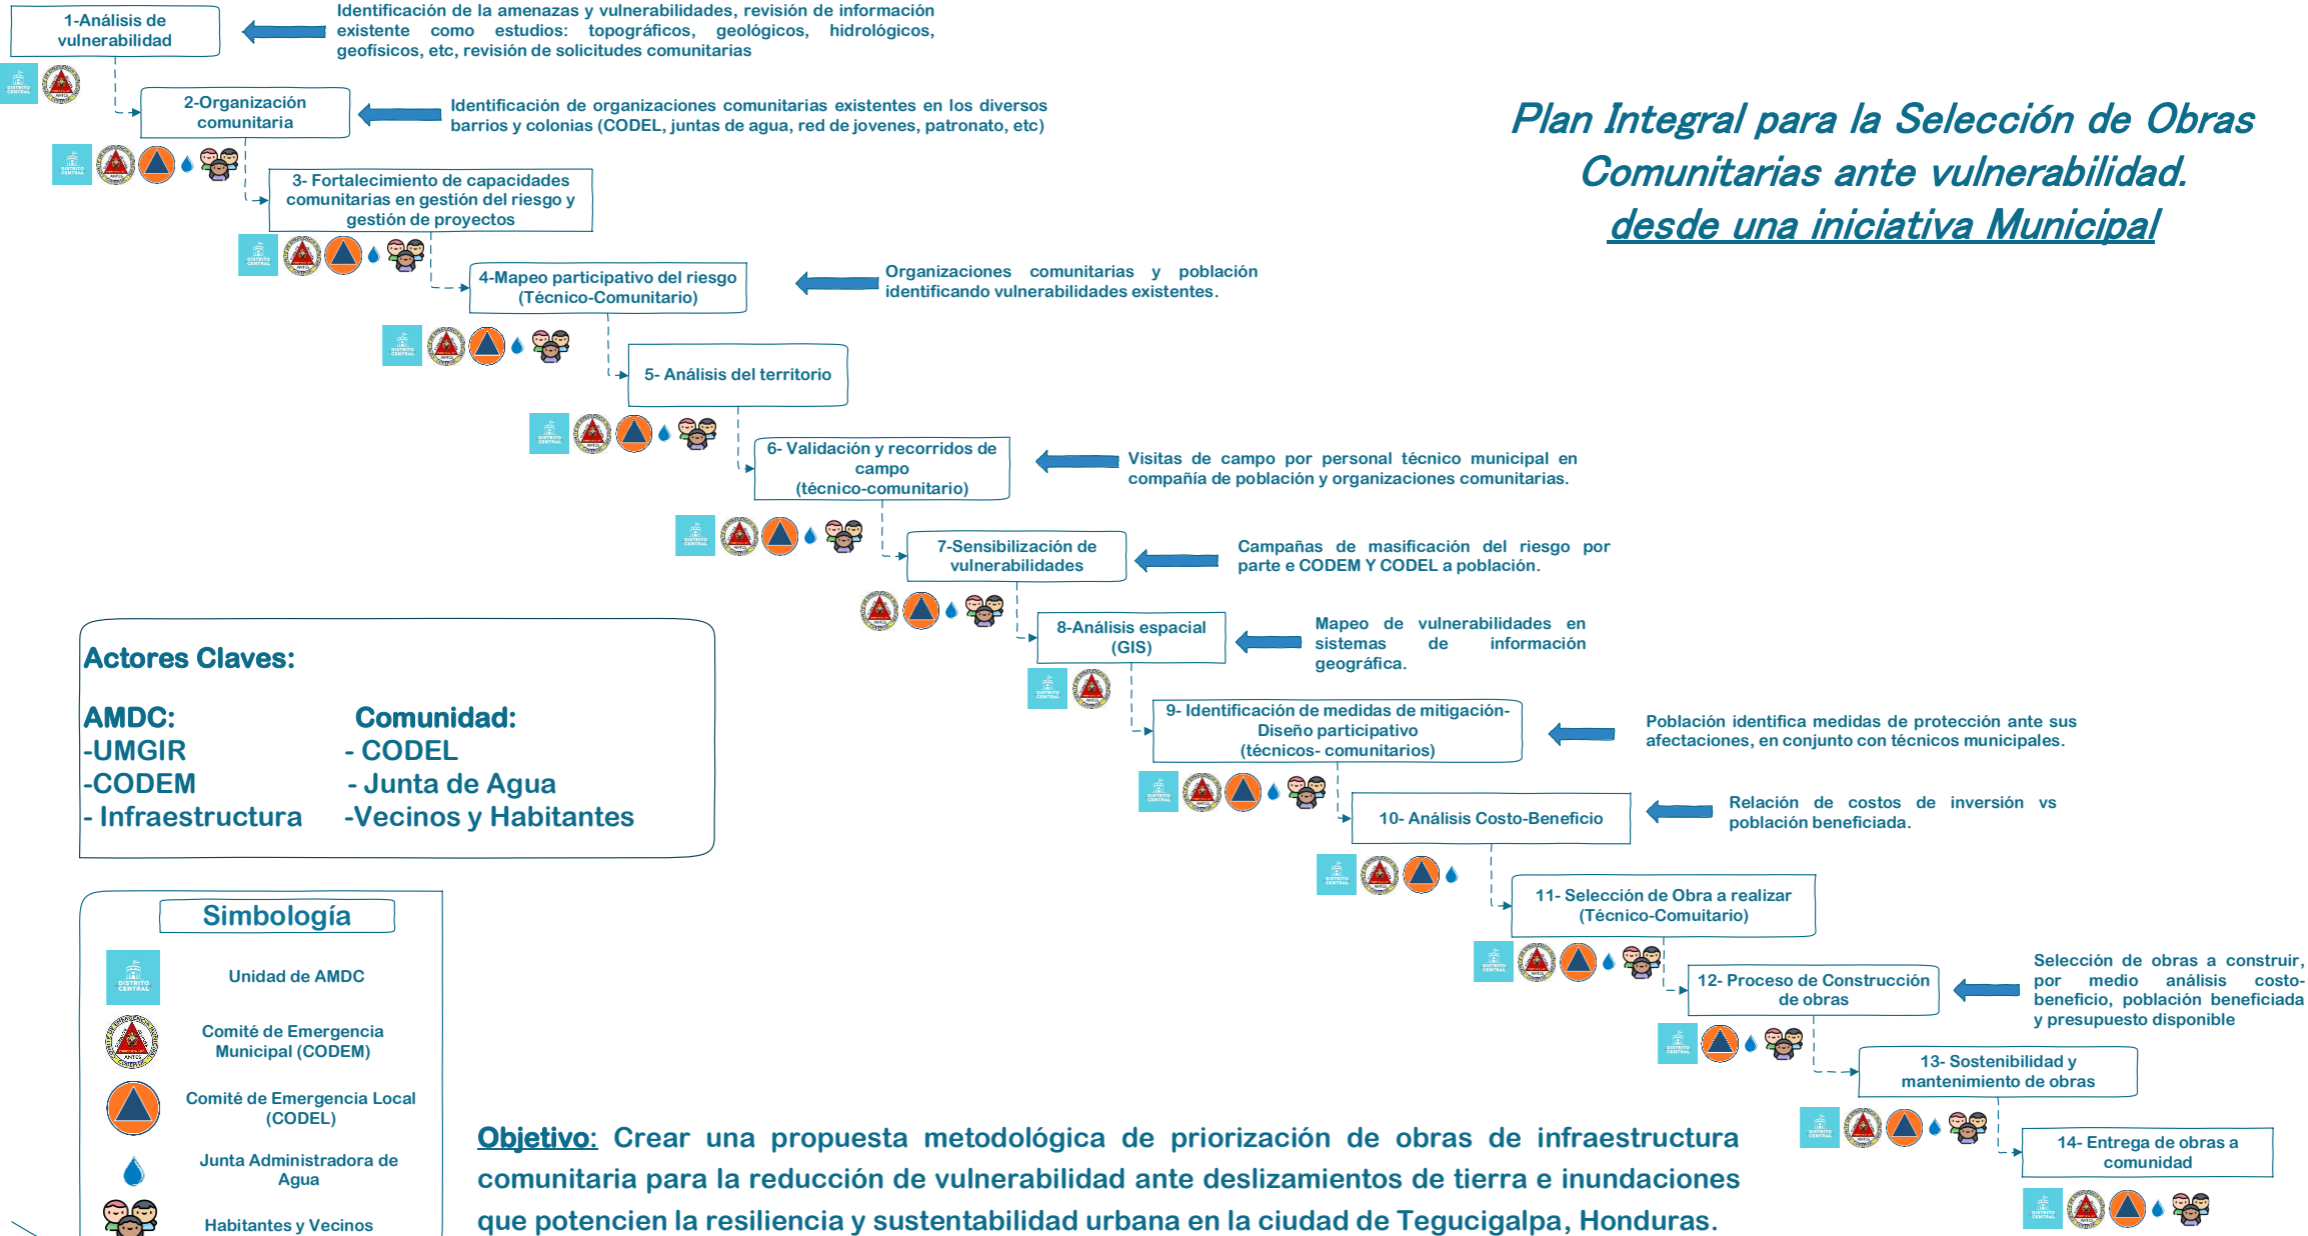 1-Análisis de
vulnerabilidad
Identificación de la amenazas y vulnerabilidades, revisión de información
existente como estudios: topográficos, geológicos, hidrológicos,
geofísicos, etc, revisión de solicitudes comunitarias
2-Organización
comunitaria
Identificación de organizaciones comunitarias existentes en los diversos
barrios y colonias (CODEL, juntas de agua, red de jovenes, patronato, etc)
Plan Integral para la Selección de Obras
Comunitarias ante vulnerabilidad.
desde una iniciativa Municipal
3- Fortalecimiento de capacidades
comunitarias en gestión del riesgo y
gestión de proyectos
4-Mapeo participativo del riesgo
(Técnico-Comunitario)
Organizaciones comunitarias y población
identificando vulnerabilidades existentes.
5- Análisis del territorio
6- Validación y recorridos de
campo
(técnico-comunitario)
Visitas de campo por personal técnico municipal en
compañía de población y organizaciones comunitarias.
7-Sensibilización de
vulnerabilidades
Campañas de masificación del riesgo por
parte e CODEM Y CODEL a población.
8-Análisis espacial
(GIS)
Mapeo de vulnerabilidades en
sistemas de información
geográfica.
9- Identificación de medidas de mitigación-
Diseño participativo
(técnicos- comunitarios)
Población identifica medidas de protección ante sus
afectaciones, en conjunto con técnicos municipales.
10- Análisis Costo-Beneficio
Relación de costos de inversión vs
población beneficiada.
11- Selección de Obra a realizar
(Técnico-Comuitario)
12- Proceso de Construcción
de obras
Selección de obras a construir,
por medio análisis costo-
beneficio, población beneficiada
y presupuesto disponible
13- Sostenibilidad y
mantenimiento de obras
14- Entrega de obras a
comunidad
Actores Claves:
AMDC: Comunidad:
-UMGIR - CODEL
-CODEM - Junta de Agua
- Infraestructura -Vecinos y Habitantes
Simbología
DISTRITO
CENTRAL
Unidad de AMDC
ANTES
Comité de Emergencia
Municipal (CODEM)
Comité de Emergencia Local
(CODEL)
Junta Administradora de
Agua
Habitantes y Vecinos
Objetivo: Crear una propuesta metodológica de priorización de obras de infraestructura
comunitaria para la reducción de vulnerabilidad ante deslizamientos de tierra e inundaciones
que potencien la resiliencia y sustentabilidad urbana en la ciudad de Tegucigalpa, Honduras.